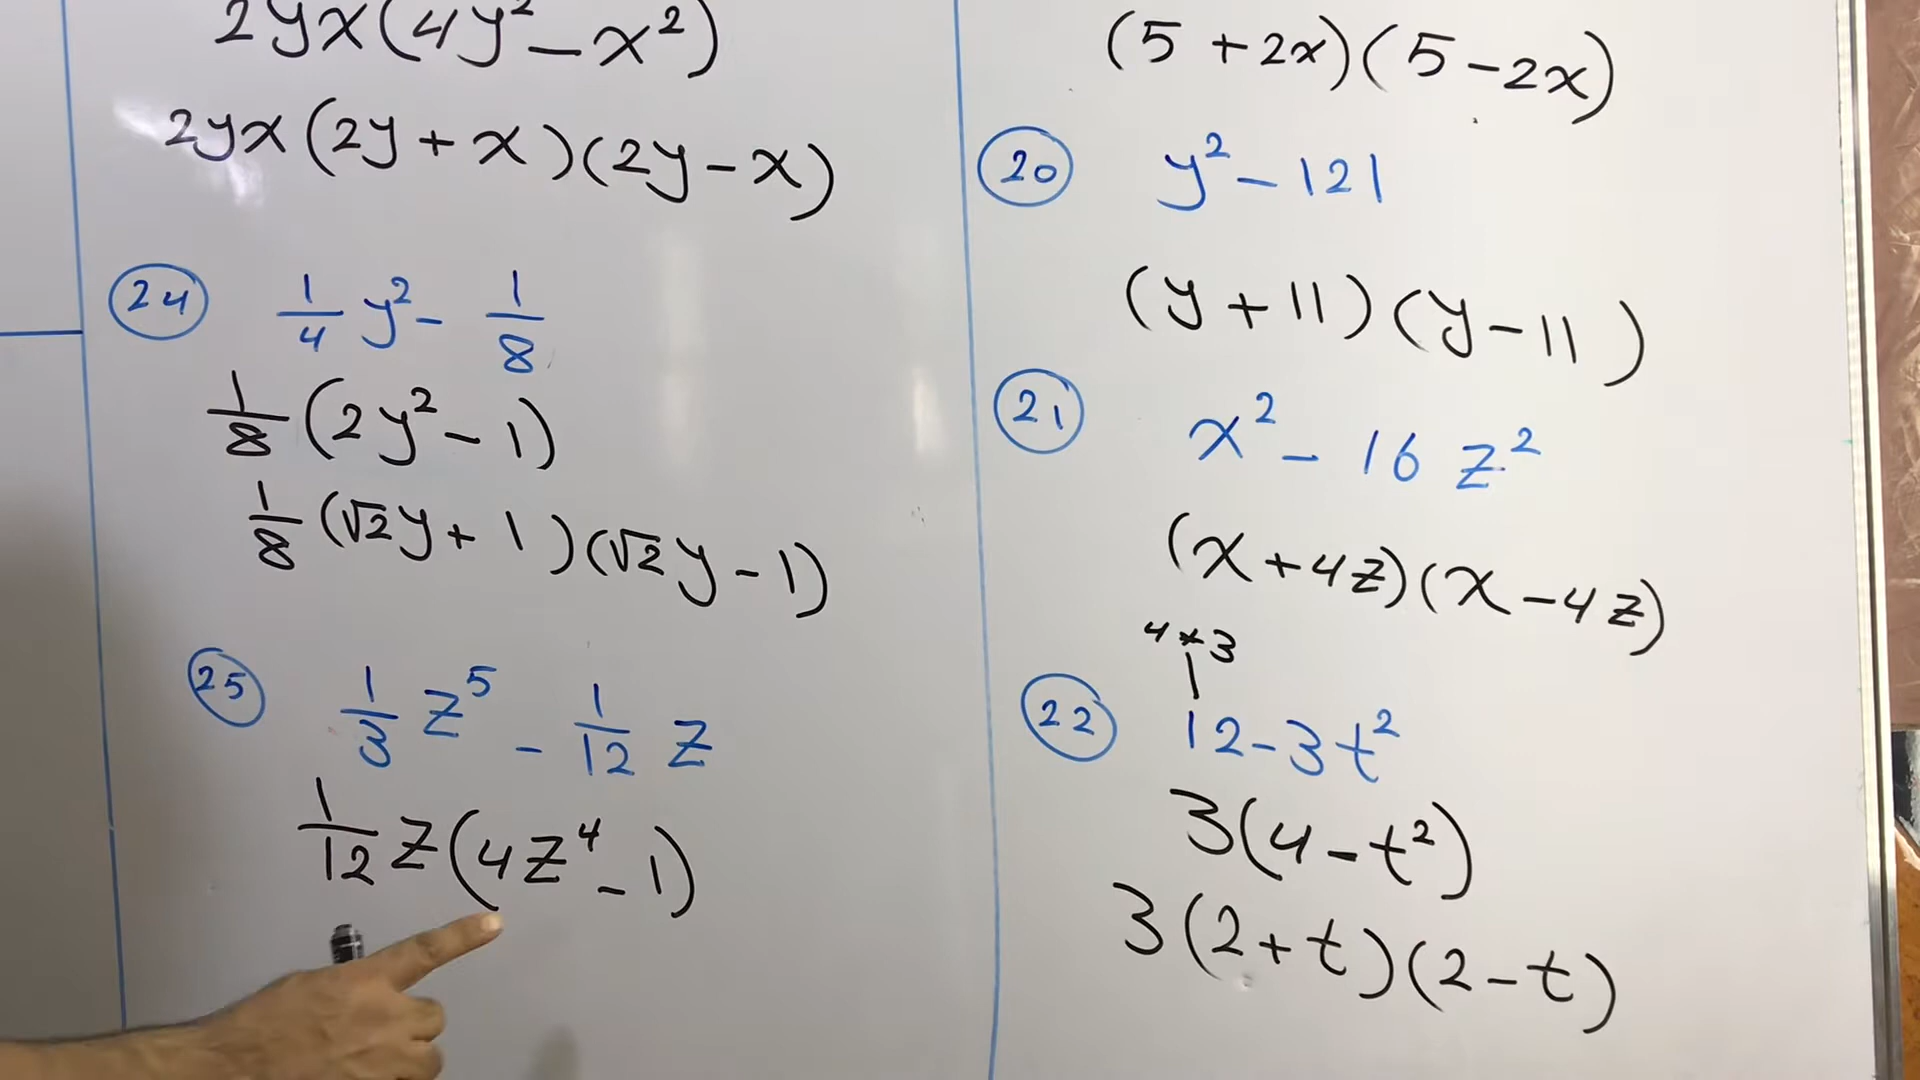 2yx(4y² - x²)
2yx(2y + x)(2y - x)
24 1/4 y² - 1/8
1/8 (2y² - 1)
1/8 (√2y + 1)(√2y - 1)
25 1/3 z⁵ - 1/12 z
1/12 z(4z⁴ - 1)
(5 + 2x)(5 - 2x)
20 y² - 121
(y + 11)(y - 11)
21 x² - 16 z²
(x + 4z)(x - 4z)
4 * 3
22 12 - 3t²
3(4 - t²)
3(2 + t)(2 - t)